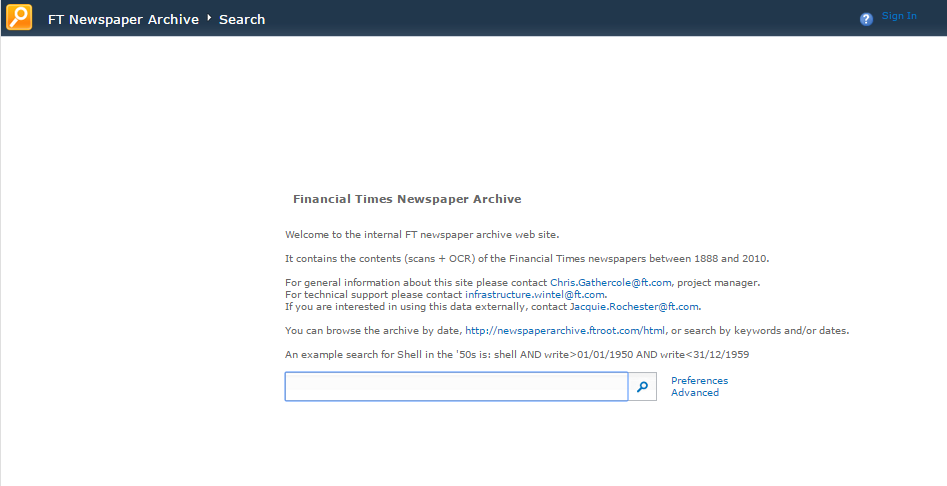 FT Newspaper Archive ‣ Search
? Sign In
Financial Times Newspaper Archive
Welcome to the internal FT newspaper archive web site.
It contains the contents (scans + OCR) of the Financial Times newspapers between 1888 and 2010.
For general information about this site please contact Chris.Gathercole@ft.com, project manager.
For technical support please contact infrastructure.wintel@ft.com.
If you are interested in using this data externally, contact Jacquie.Rochester@ft.com.
You can browse the archive by date, http://newspaperarchive.ftroot.com/html, or search by keywords and/or dates.
An example search for Shell in the '50s is: shell AND write>01/01/1950 AND write<31/12/1959
Preferences
Advanced